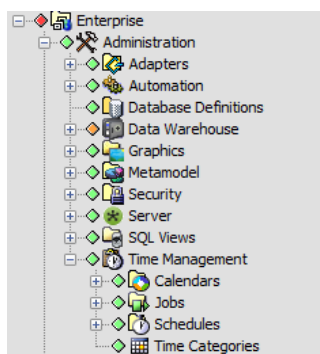 Enterprise
Administration
Adapters
Automation
Database Definitions
Data Warehouse
Graphics
Metamodel
Security
Server
SQL Views
Time Management
Calendars
Jobs
Schedules
Time Categories